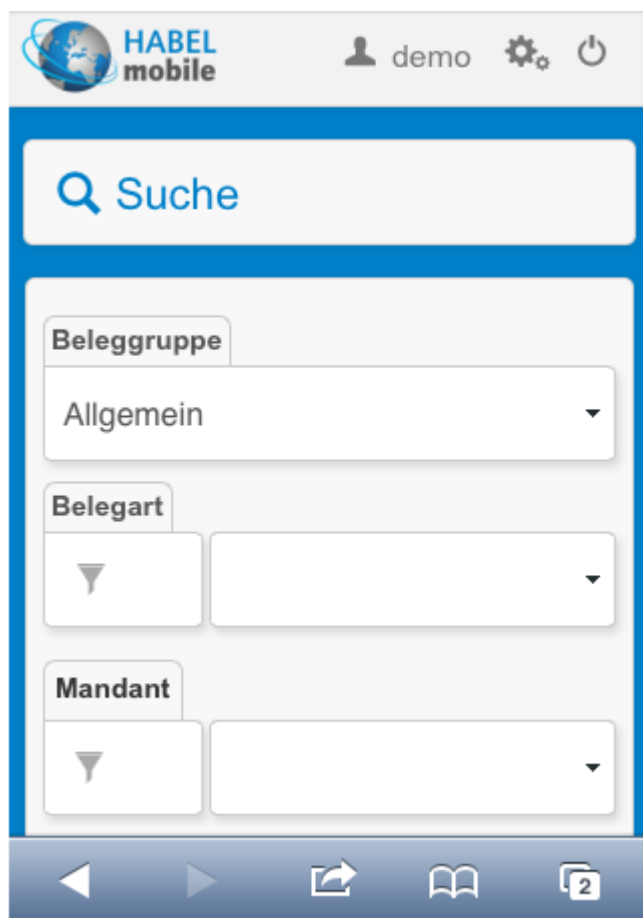 HABEL
mobile
demo
Suche
Beleggruppe
Allgemein
Belegart
Mandant
2